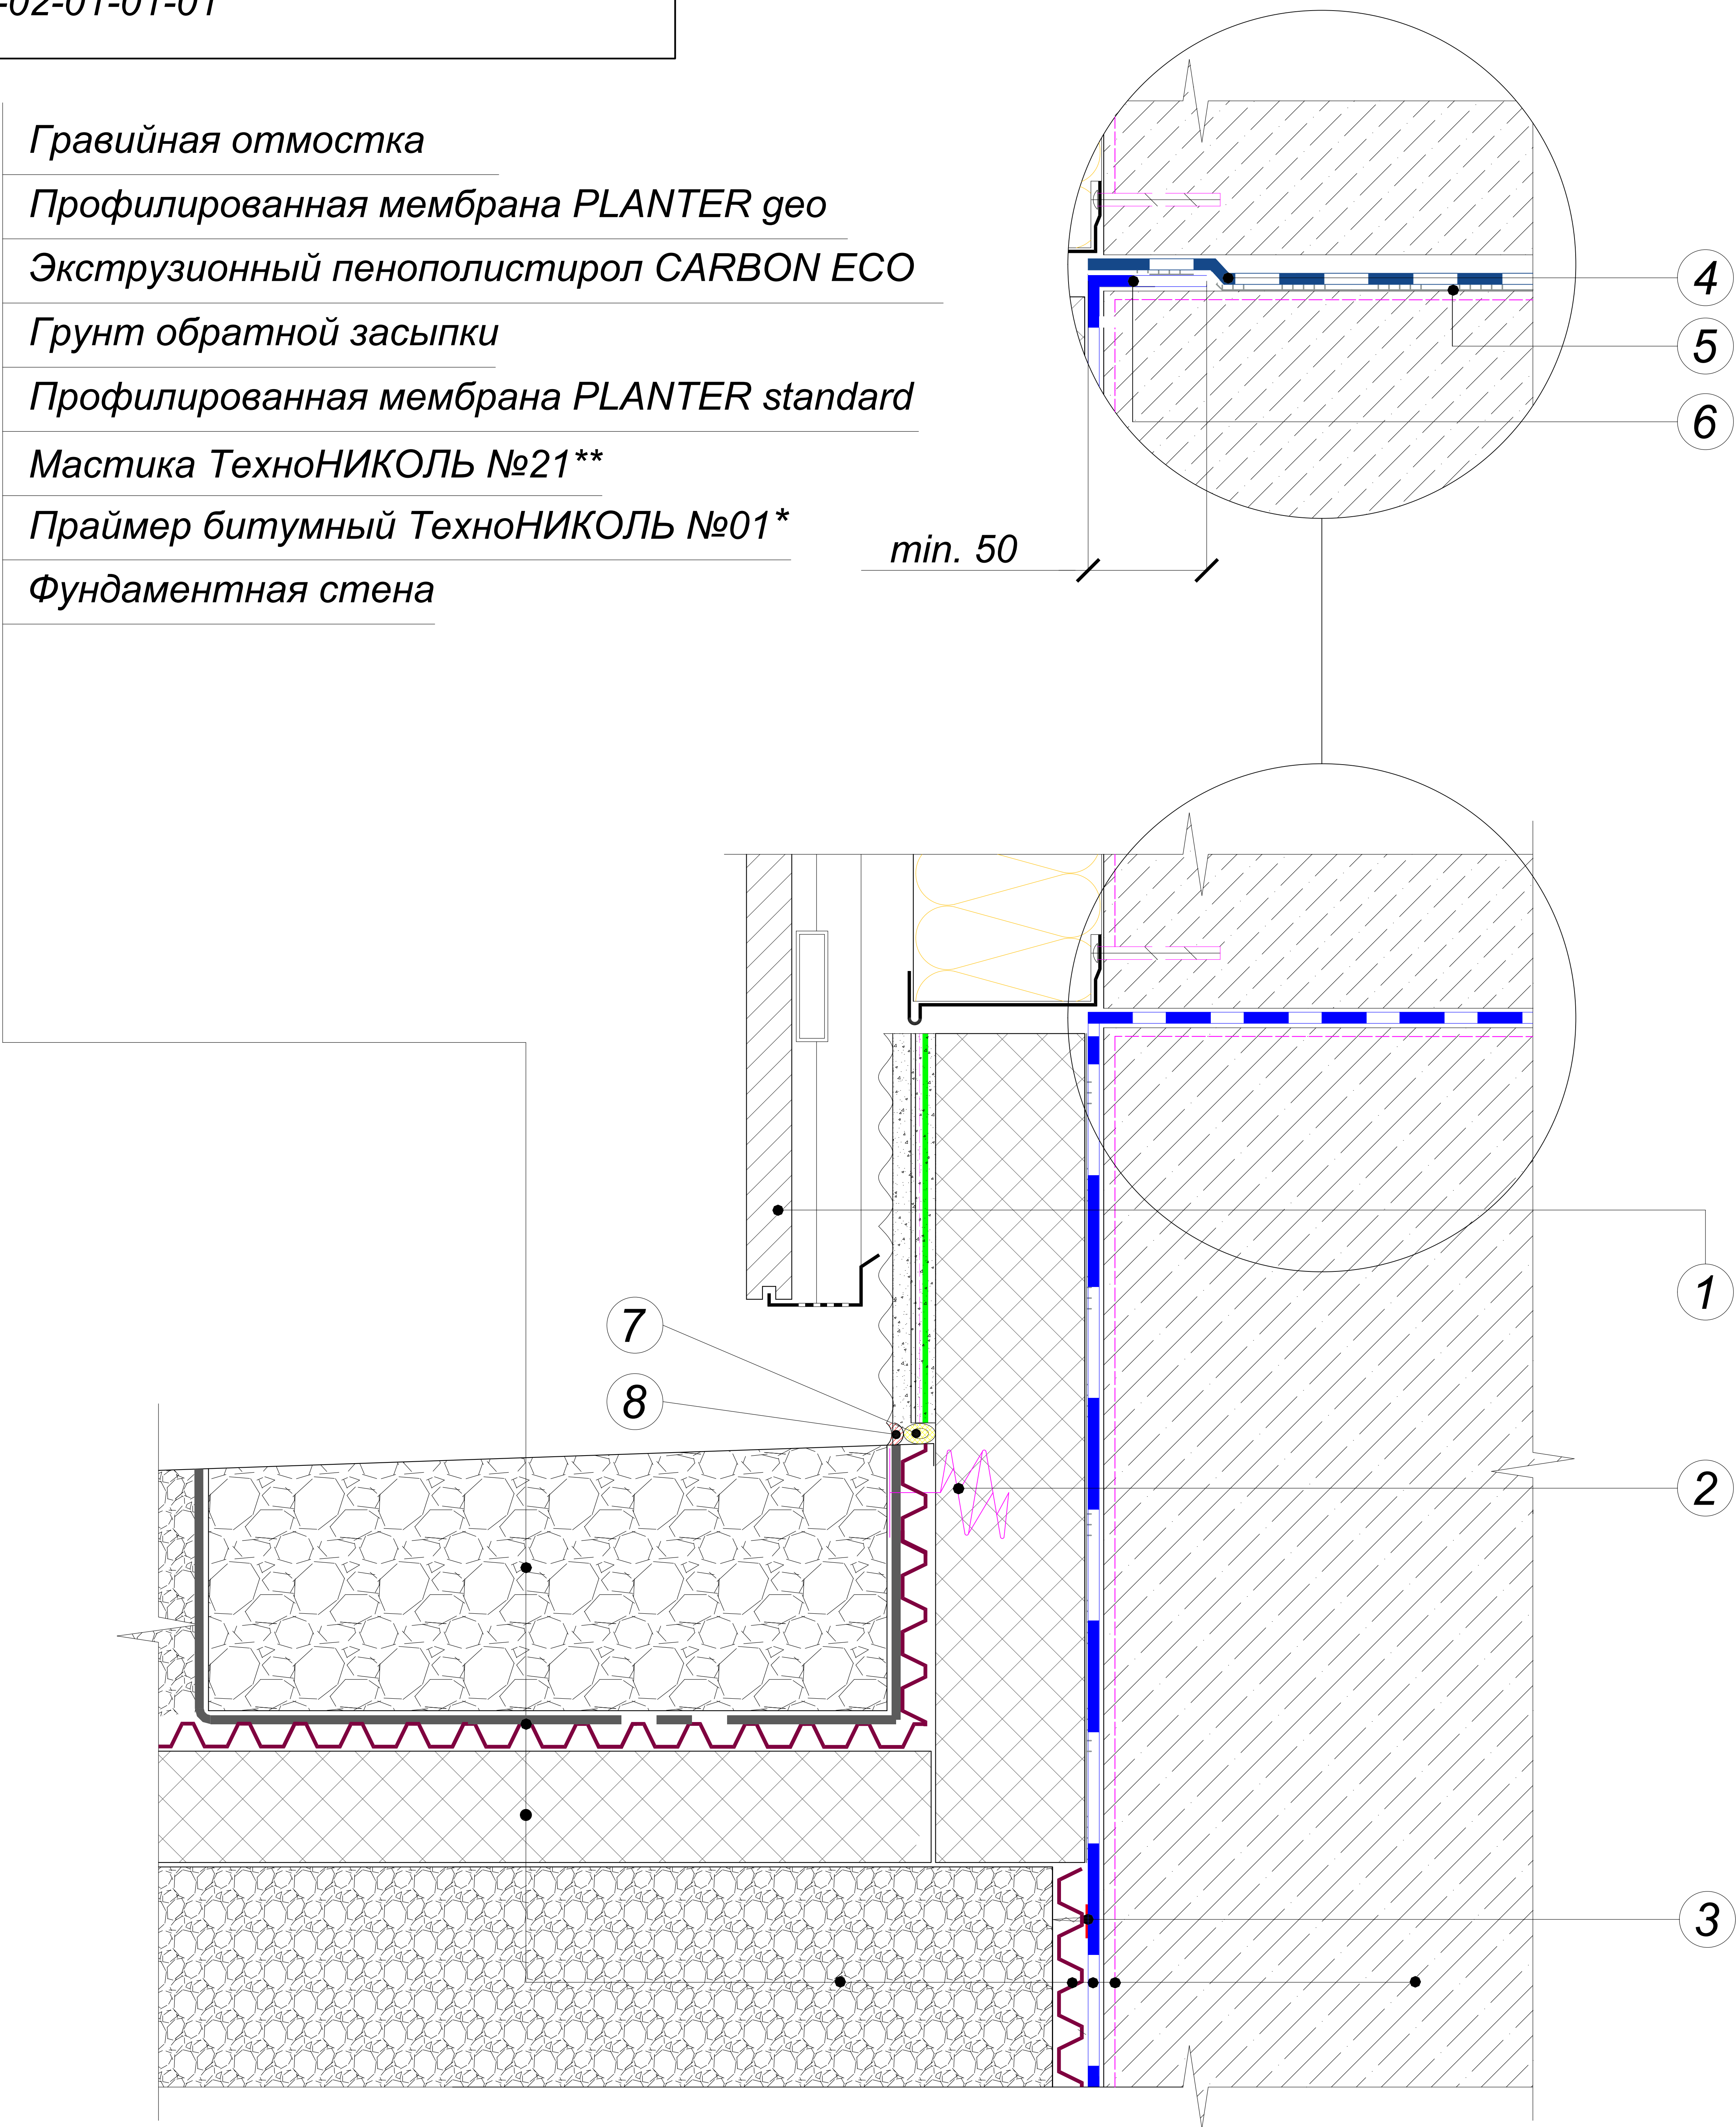 -02-01-01-01
Гравийная отмостка
Профилированная мембрана PLANTER geo
Экструзионный пенополистирол CARBON ECO
Грунт обратной засыпки
Профилированная мембрана PLANTER standard
Мастика ТехноНИКОЛЬ №21**
Праймер битумный ТехноНИКОЛЬ №01*
Фундаментная стена
min. 50
4
5
6
1
7
8
2
3